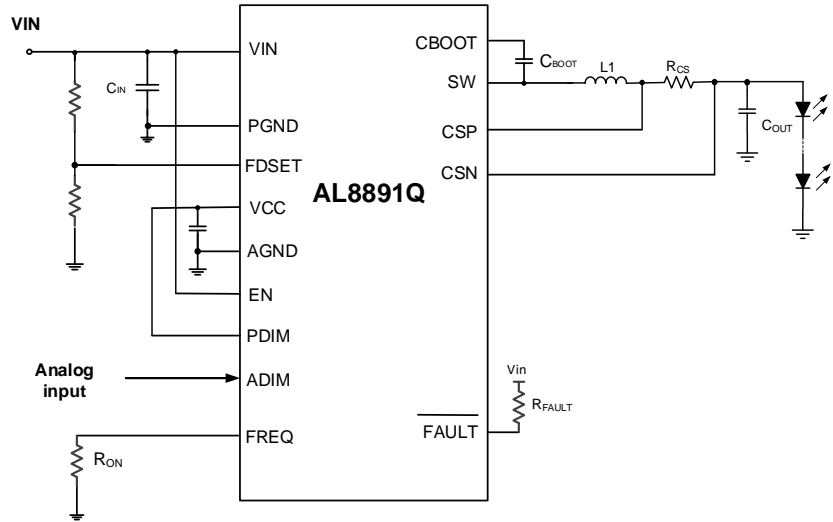 VIN
VIN
CIN
PGND
FDSET
VCC
AGND
EN
PDIM
Analog
input
ADIM
FREQ
RON
AL8891Q
CBOOT
CBOOT
SW
L1
RCS
CSP
COUT
CSN
Vin
RFAULT
FAULT